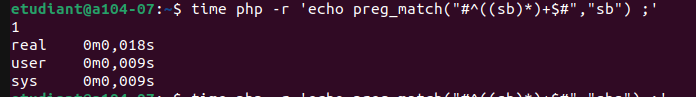 etudiant@a104-07:~$ time php -r 'echo preg_match("#^((sb)*)+$#","sb") ;'
1
real    0m0,018s
user    0m0,009s
sys     0m0,009s